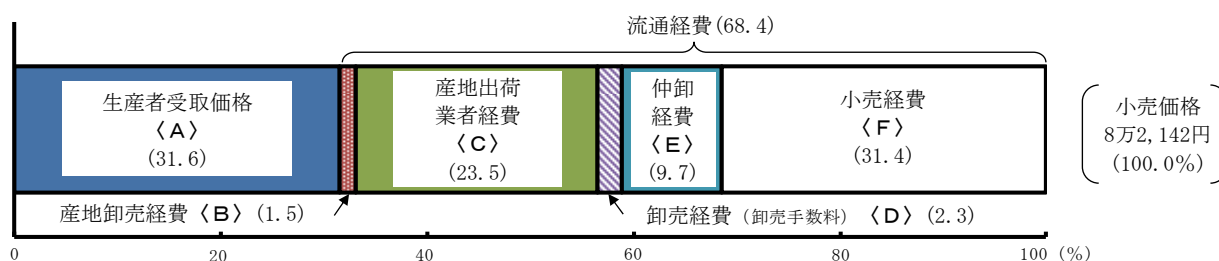 流通経費(68.4)
生産者受取価格
〈A〉
(31.6)
産地出荷
業者経費
〈C〉
(23.5)
仲卸
経費
〈E〉
(9.7)
小売経費
〈F〉
(31.4)
小売価格
8万2,142円
(100.0%)
産地卸売経費〈B〉(1.5)
卸売経費（卸売手数料）〈D〉(2.3)
0 20 40 60 80 100 (%)